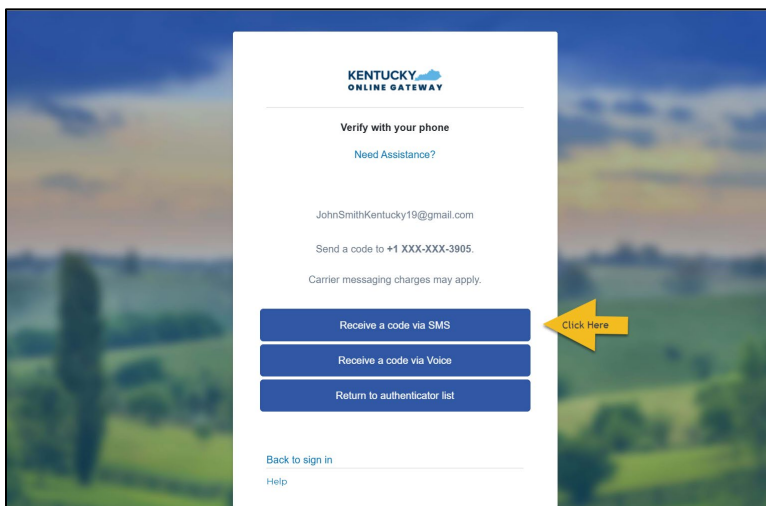 KENTUCKY
ONLINE GATEWAY
Verify with your phone
Need Assistance?
JohnSmithKentucky19@gmail.com
Send a code to +1 XXX-XXX-3905.
Carrier messaging charges may apply.
Receive a code via SMS
Click Here
Receive a code via Voice
Return to authenticator list
Back to sign in
Help